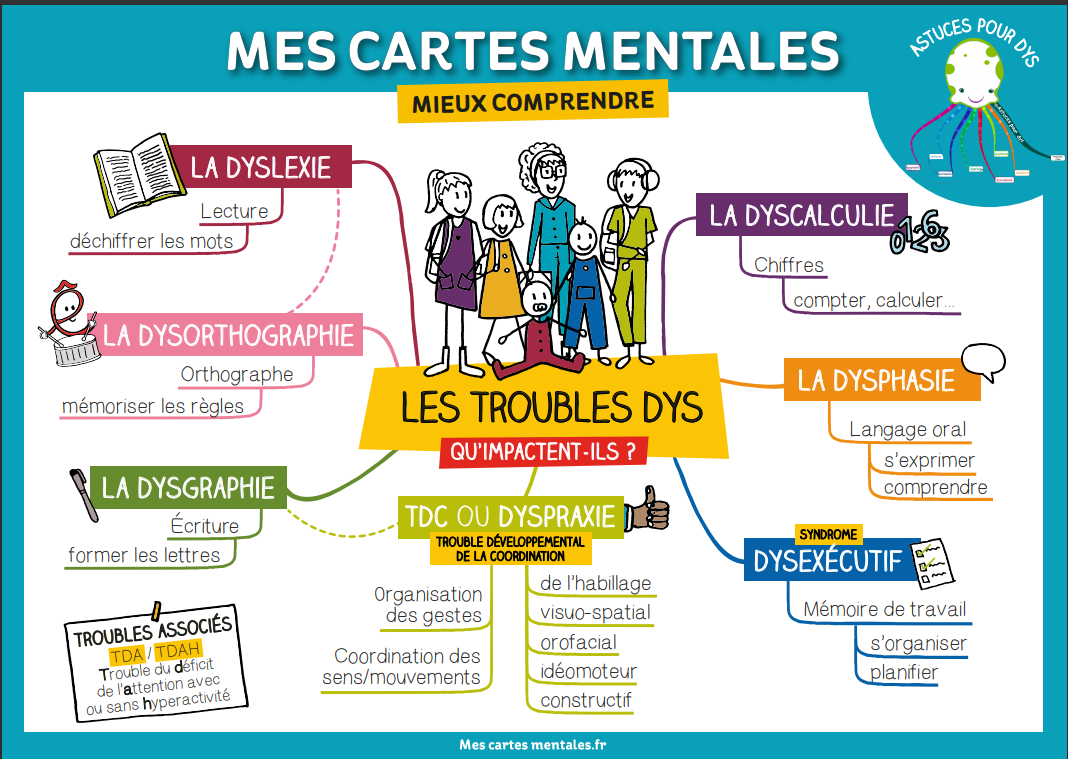 MES CARTES MENTALES
MIEUX COMPRENDRE
ASTUCES POUR DYS
LA DYSLEXIE
Lecture
déchiffrer les mots
LA DYSORTHOGRAPHIE
Orthographe
mémoriser les règles
LA DYSGRAPHIE
Écriture
former les lettres
TROUBLES ASSOCIÉS
TDA / TDAH
Trouble du déficit
de l'attention avec
ou sans hyperactivité
LES TROUBLES DYS
QU'IMPACTENT-ILS ?
TDC OU DYSPRAXIE
TROUBLE DÉVELOPPEMENTAL
DE LA COORDINATION
Organisation
des gestes
Coordination des
sens/mouvements
de l'habillage
visuo-spatial
orofacial
idéomoteur
constructif
LA DYSCALCULIE
0123 6
Chiffres
compter, calculer...
LA DYSPHASIE
Langage oral
s'exprimer
comprendre
SYNDROME
DYSEXÉCUTIF
Mémoire de travail
s'organiser
planifier
Mes cartes mentales.fr